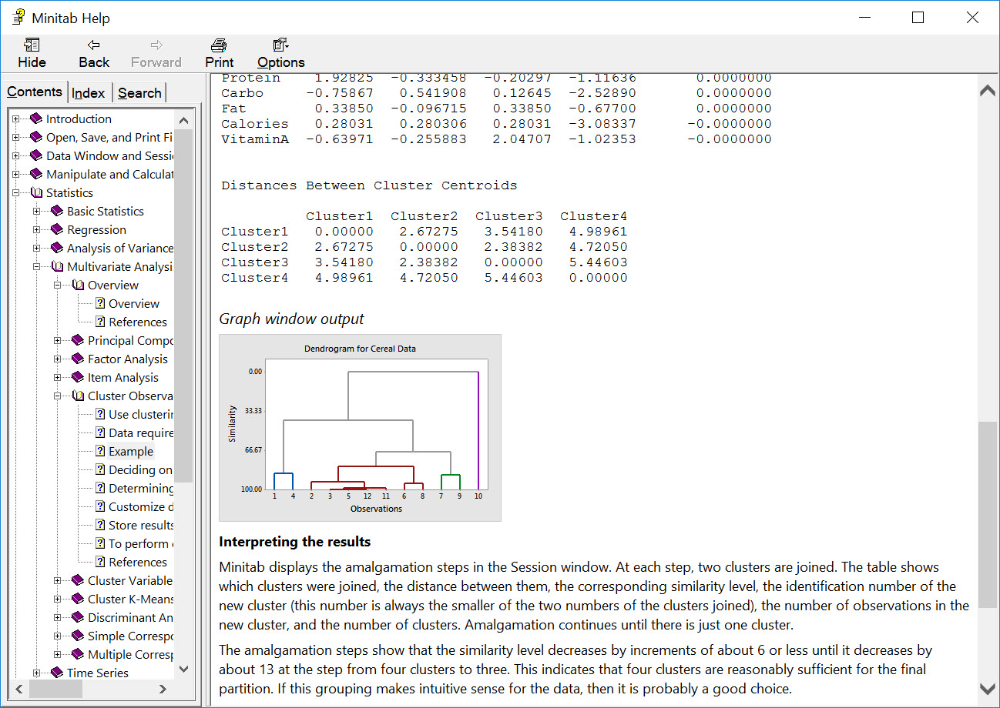 Minitab Help
Hide Back Forward Print Options
Contents Index Search
Introduction
Open, Save, and Print Fi
Data Window and Sessi
Manipulate and Calculat
Statistics
Basic Statistics
Regression
Analysis of Variance
Multivariate Analysi
Overview
Overview
References
Principal Compo
Factor Analysis
Item Analysis
Cluster Observa
Use clusterin
Data require
Example
Deciding on
Determining
Customize d
Store results
To perform
References
Cluster Variable
Cluster K-Means
Discriminant An
Simple Correspo
Multiple Corresp
Time Series
Protein 1.92825 -0.333458 -0.20297 -1.11636 0.0000000
Carbo -0.75867 0.541908 0.12645 -2.52890 0.0000000
Fat 0.33850 -0.096715 0.33850 -0.67700 0.0000000
Calories 0.28031 0.280306 0.28031 -3.08337 -0.0000000
VitaminA -0.63971 -0.255883 2.04707 -1.02353 -0.0000000
Distances Between Cluster Centroids
Cluster1 Cluster2 Cluster3 Cluster4
Cluster1 0.00000 2.67275 3.54180 4.98961
Cluster2 2.67275 0.00000 2.38382 4.72050
Cluster3 3.54180 2.38382 0.00000 5.44603
Cluster4 4.98961 4.72050 5.44603 0.00000
Graph window output
Dendrogram for Cereal Data
Similarity
0.00
33.33
66.67
100.00
1 4 2 3 5 12 11 6 8 7 9 10
Observations
Interpreting the results
Minitab displays the amalgamation steps in the Session window. At each step, two clusters are joined. The table shows
which clusters were joined, the distance between them, the corresponding similarity level, the identification number of the
new cluster (this number is always the smaller of the two numbers of the clusters joined), the number of observations in the
new cluster, and the number of clusters. Amalgamation continues until there is just one cluster.
The amalgamation steps show that the similarity level decreases by increments of about 6 or less until it decreases by
about 13 at the step from four clusters to three. This indicates that four clusters are reasonably sufficient for the final
partition. If this grouping makes intuitive sense for the data, then it is probably a good choice.